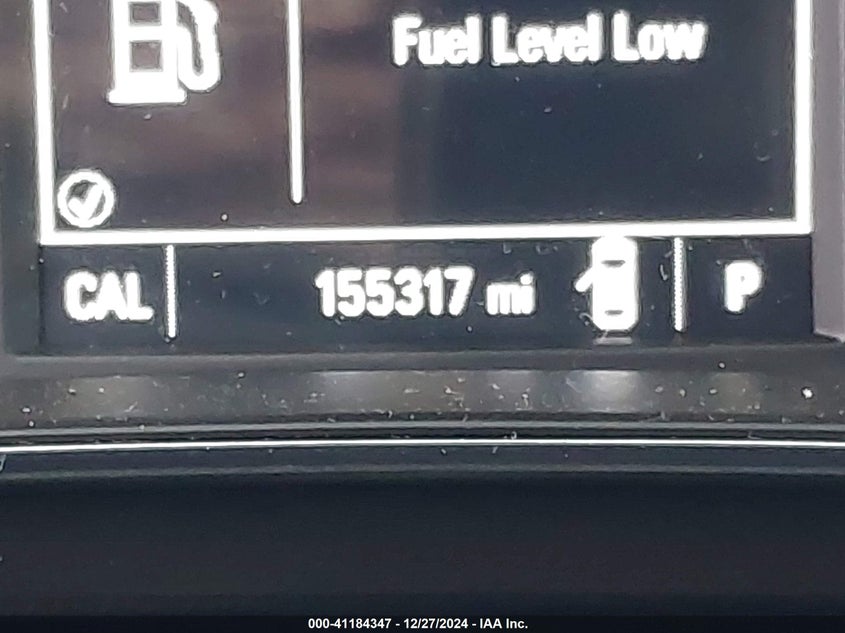 Fuel Level Low
CAL 155317 mi P
000-41184347 - 12/27/2024 - IAA Inc.